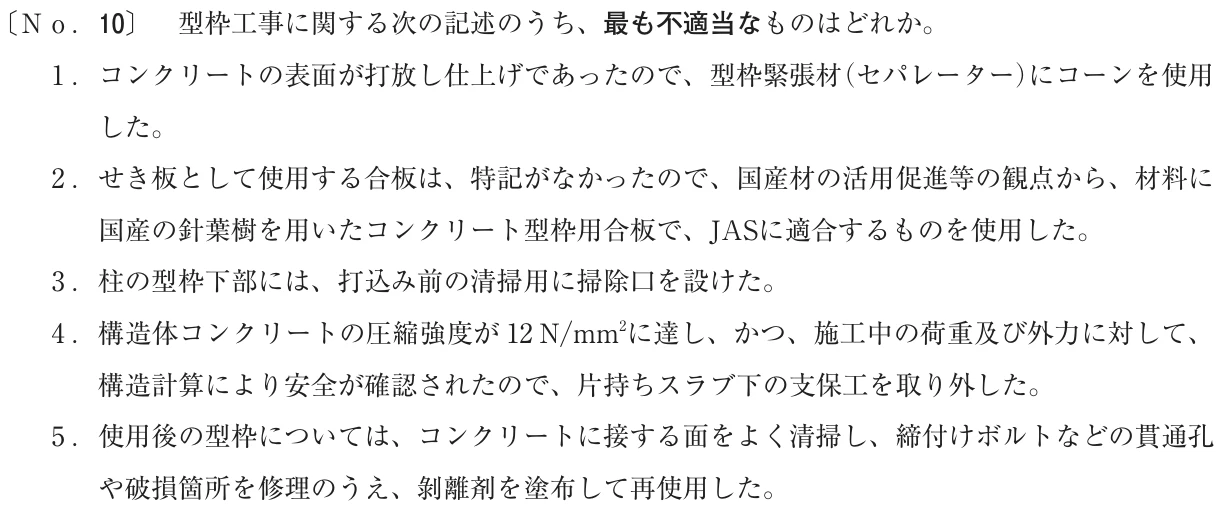 〔Ｎｏ．10〕　型枠工事に関する次の記述のうち、最も不適当なものはどれか。
１．コンクリートの表面が打放し仕上げであったので、型枠緊張材(セパレーター)にコーンを使用
した。
２．せき板として使用する合板は、特記がなかったので、国産材の活用促進等の観点から、材料に
国産の針葉樹を用いたコンクリート型枠用合板で、JASに適合するものを使用した。
３．柱の型枠下部には、打込み前の清掃用に掃除口を設けた。
４．構造体コンクリートの圧縮強度が 12 N/mm²に達し、かつ、施工中の荷重及び外力に対して、
構造計算により安全が確認されたので、片持ちスラブ下の支保工を取り外した。
５．使用後の型枠については、コンクリートに接する面をよく清掃し、締付けボルトなどの貫通孔
や破損箇所を修理のうえ、剝離剤を塗布して再使用した。